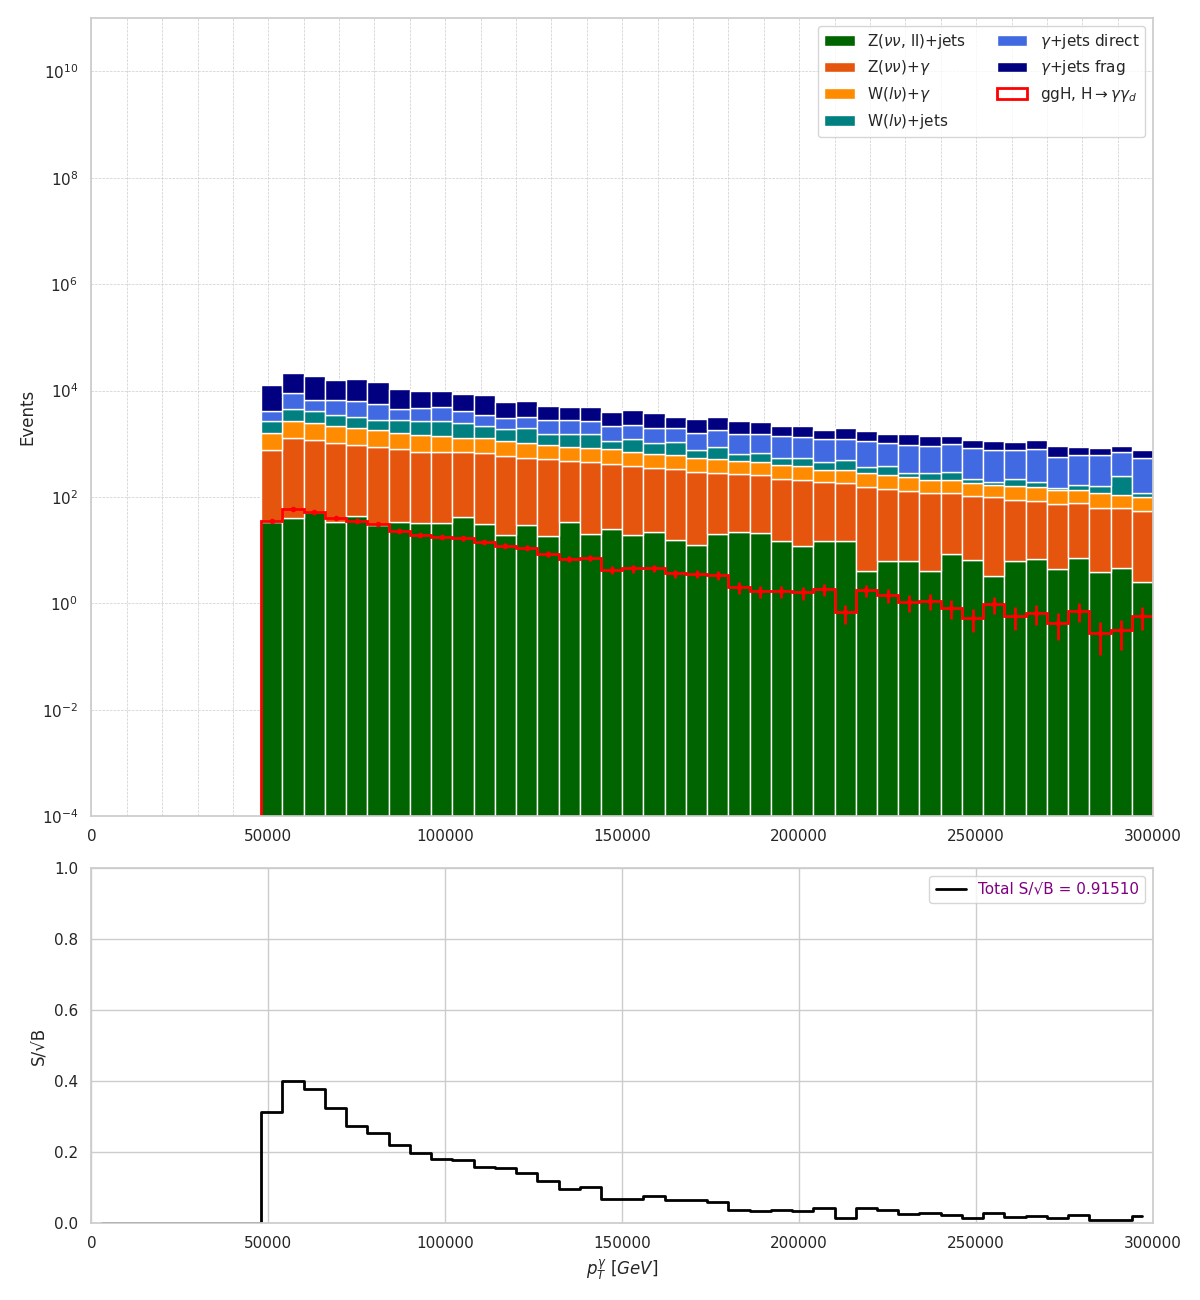 Z(νν, ll)+jets
Z(νν)+γ
W(lν)+γ
W(lν)+jets
γ+jets direct
γ+jets frag
ggH, H→γγ_d
10^10
10^8
10^6
10^4
10^2
10^0
10^−2
10^−4
Events
0 50000 100000 150000 200000 250000 300000
Total S/√B = 0.91510
1.0
0.8
0.6
0.4
0.2
0.0
S/√B
0 50000 100000 150000 200000 250000 300000
p_T^γ [GeV]